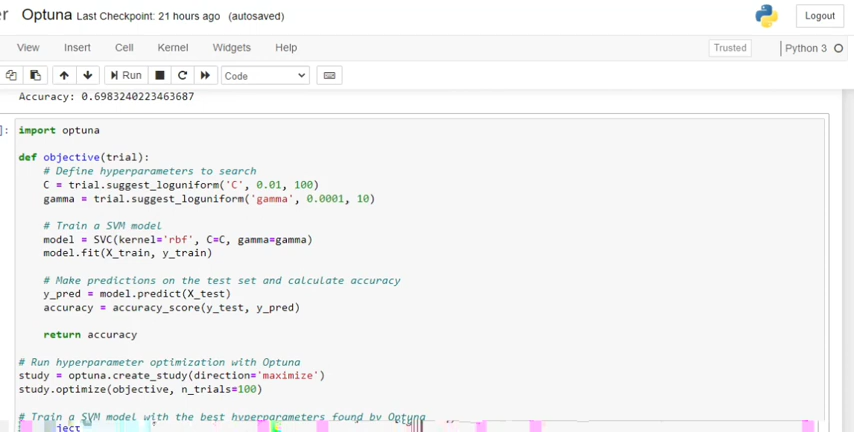 Optuna Last Checkpoint: 21 hours ago (autosaved)
Logout
View Insert Cell Kernel Widgets Help
Trusted
Python 3
Run
Code
Accuracy: 0.6983240223463687
]:
import optuna
def objective(trial):
# Define hyperparameters to search
C = trial.suggest_loguniform('C', 0.01, 100)
gamma = trial.suggest_loguniform('gamma', 0.0001, 10)
# Train a SVM model
model = SVC(kernel='rbf', C=C, gamma=gamma)
model.fit(X_train, y_train)
# Make predictions on the test set and calculate accuracy
y_pred = model.predict(X_test)
accuracy = accuracy_score(y_test, y_pred)
return accuracy
# Run hyperparameter optimization with Optuna
study = optuna.create_study(direction='maximize')
study.optimize(objective, n_trials=100)
# Train a SVM model with the best hyperparameters found by Optuna